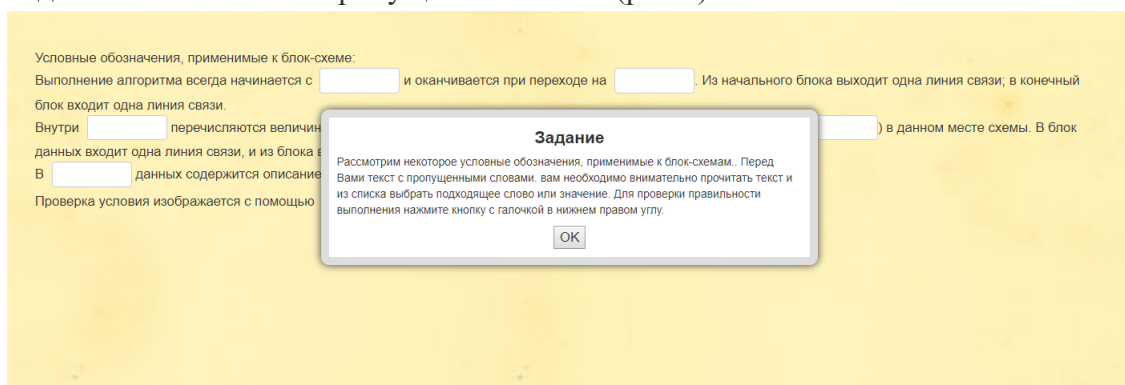 Условные обозначения, применимые к блок-схеме:
Выполнение алгоритма всегда начинается с и оканчивается при переходе на . Из начального блока выходит одна линия связи; в конечный
блок входит одна линия связи.
Внутри перечисляются ) в данном месте схемы. В блок
данных входит одна линия связи, и из блока
В данных содержится описание
Проверка условия изображается с помощью
Задание
Рассмотрим некоторое условные обозначения, применимые к блок-схемам.. Перед
Вами текст с пропущенными словами. вам необходимо внимательно прочитать текст и
из списка выбрать подходящее слово или значение. Для проверки правильности
выполнения нажмите кнопку с галочкой в нижнем правом углу.
OK